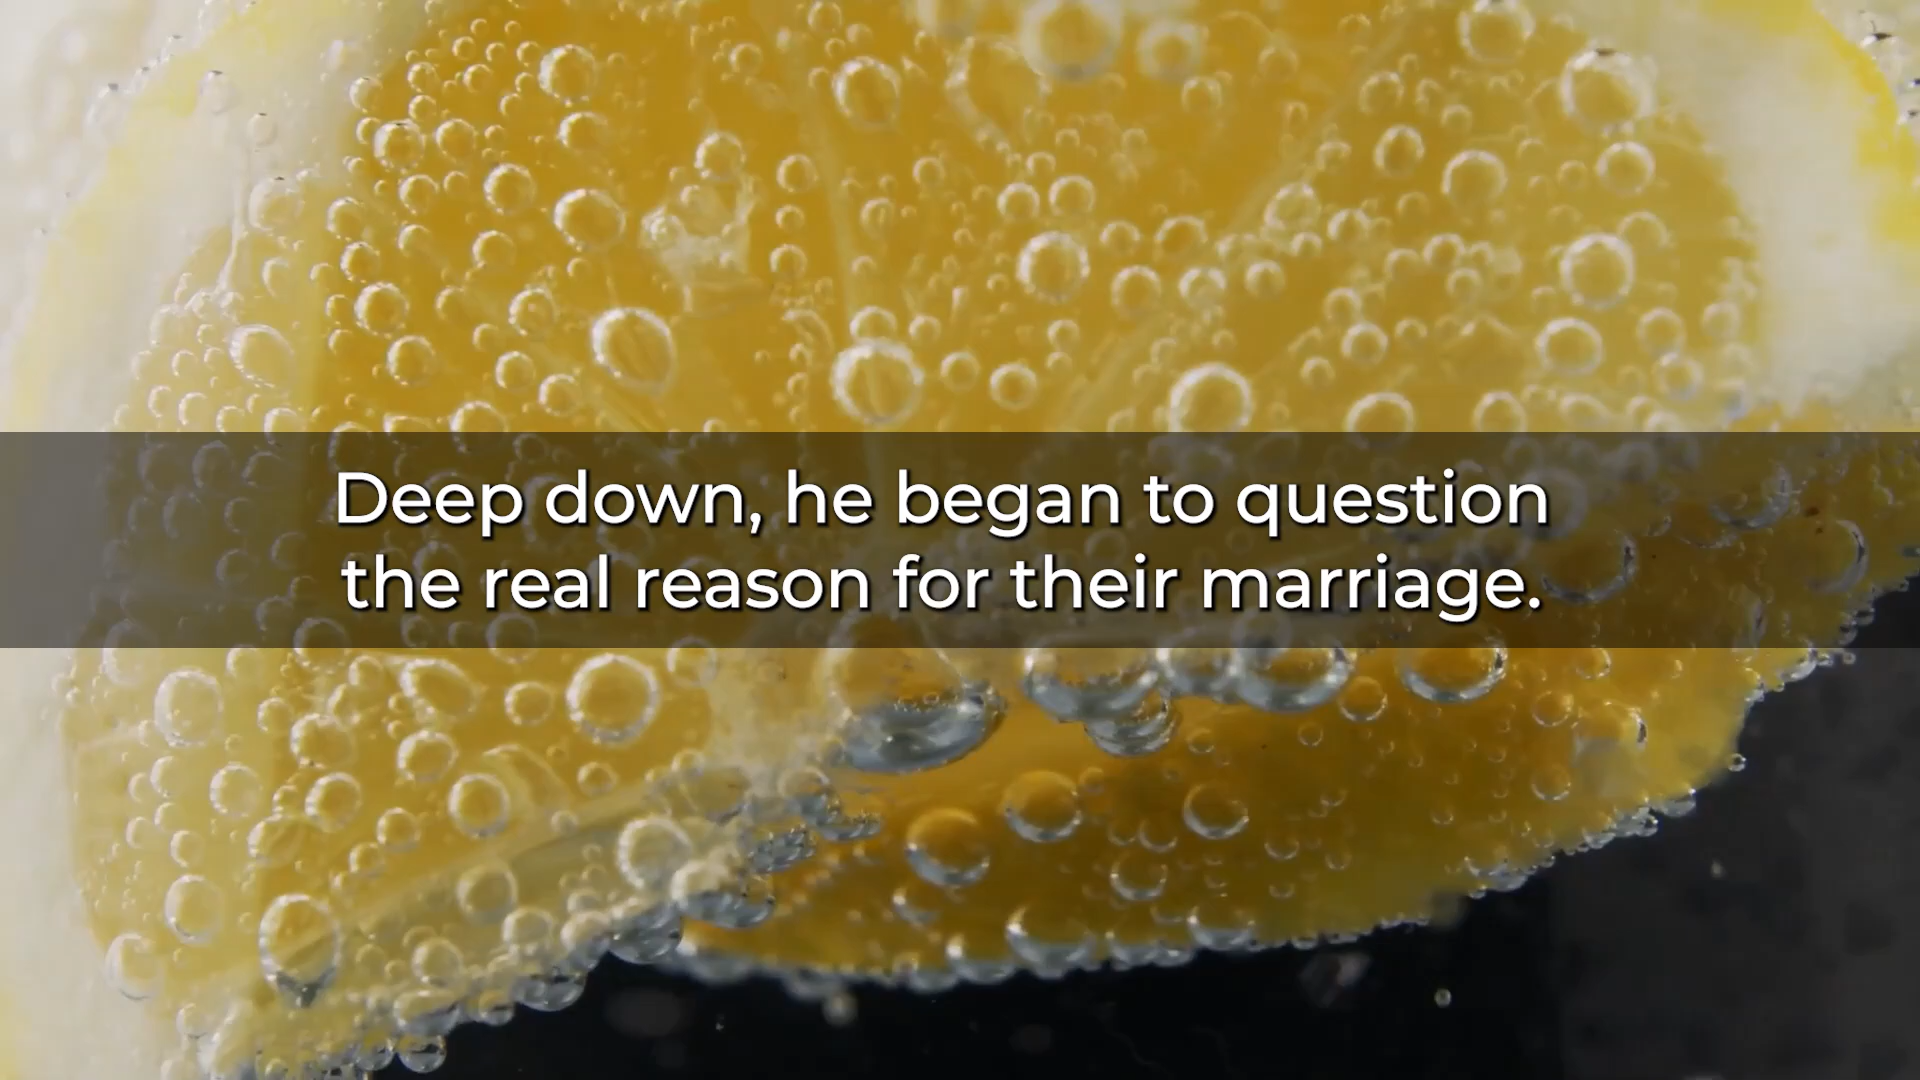 Deep down, he began to question
the real reason for their marriage.